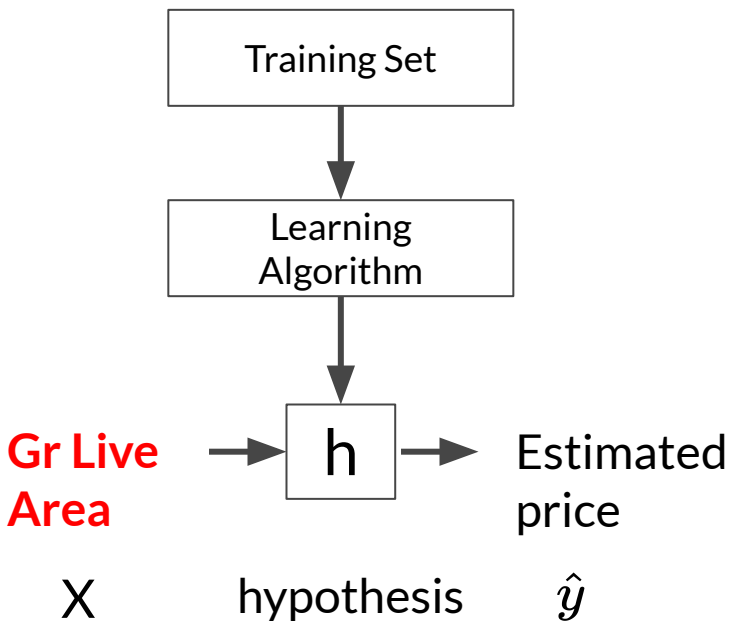 Training Set
Learning
Algorithm
Gr Live
Area
h
Estimated
price
X
hypothesis
ŷ